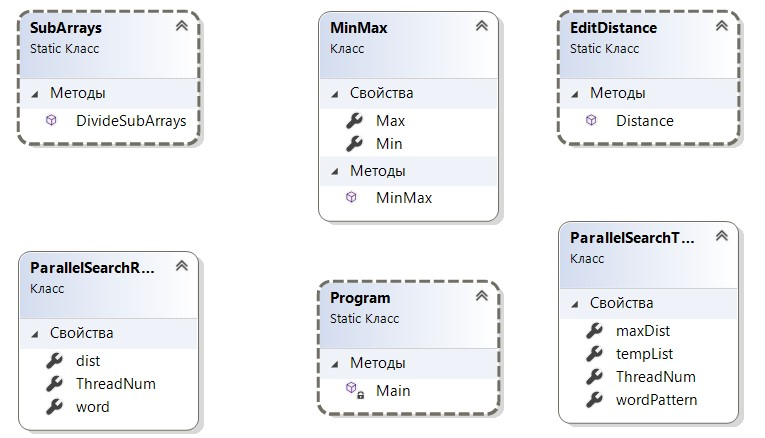 SubArrays
Static Класс
Методы
DivideSubArrays
MinMax
Класс
Свойства
Max
Min
Методы
MinMax
EditDistance
Static Класс
Методы
Distance
ParallelSearchR...
Класс
Свойства
dist
ThreadNum
word
Program
Static Класс
Методы
Main
ParallelSearchT...
Класс
Свойства
maxDist
tempList
ThreadNum
wordPattern